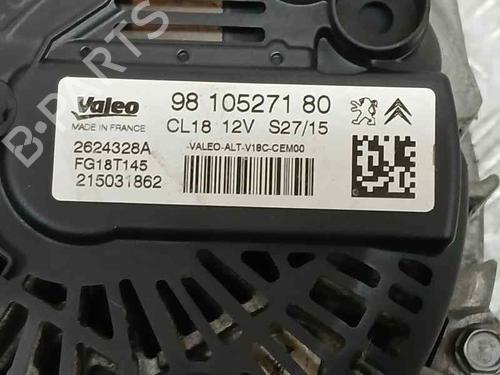 Valeo
MADE IN FRANCE
98 105271 80
CL18 12V S27/15
2624328A
FG18T145
215031862
-VALEO-ALT-V18C-CEM00
B-PARTS